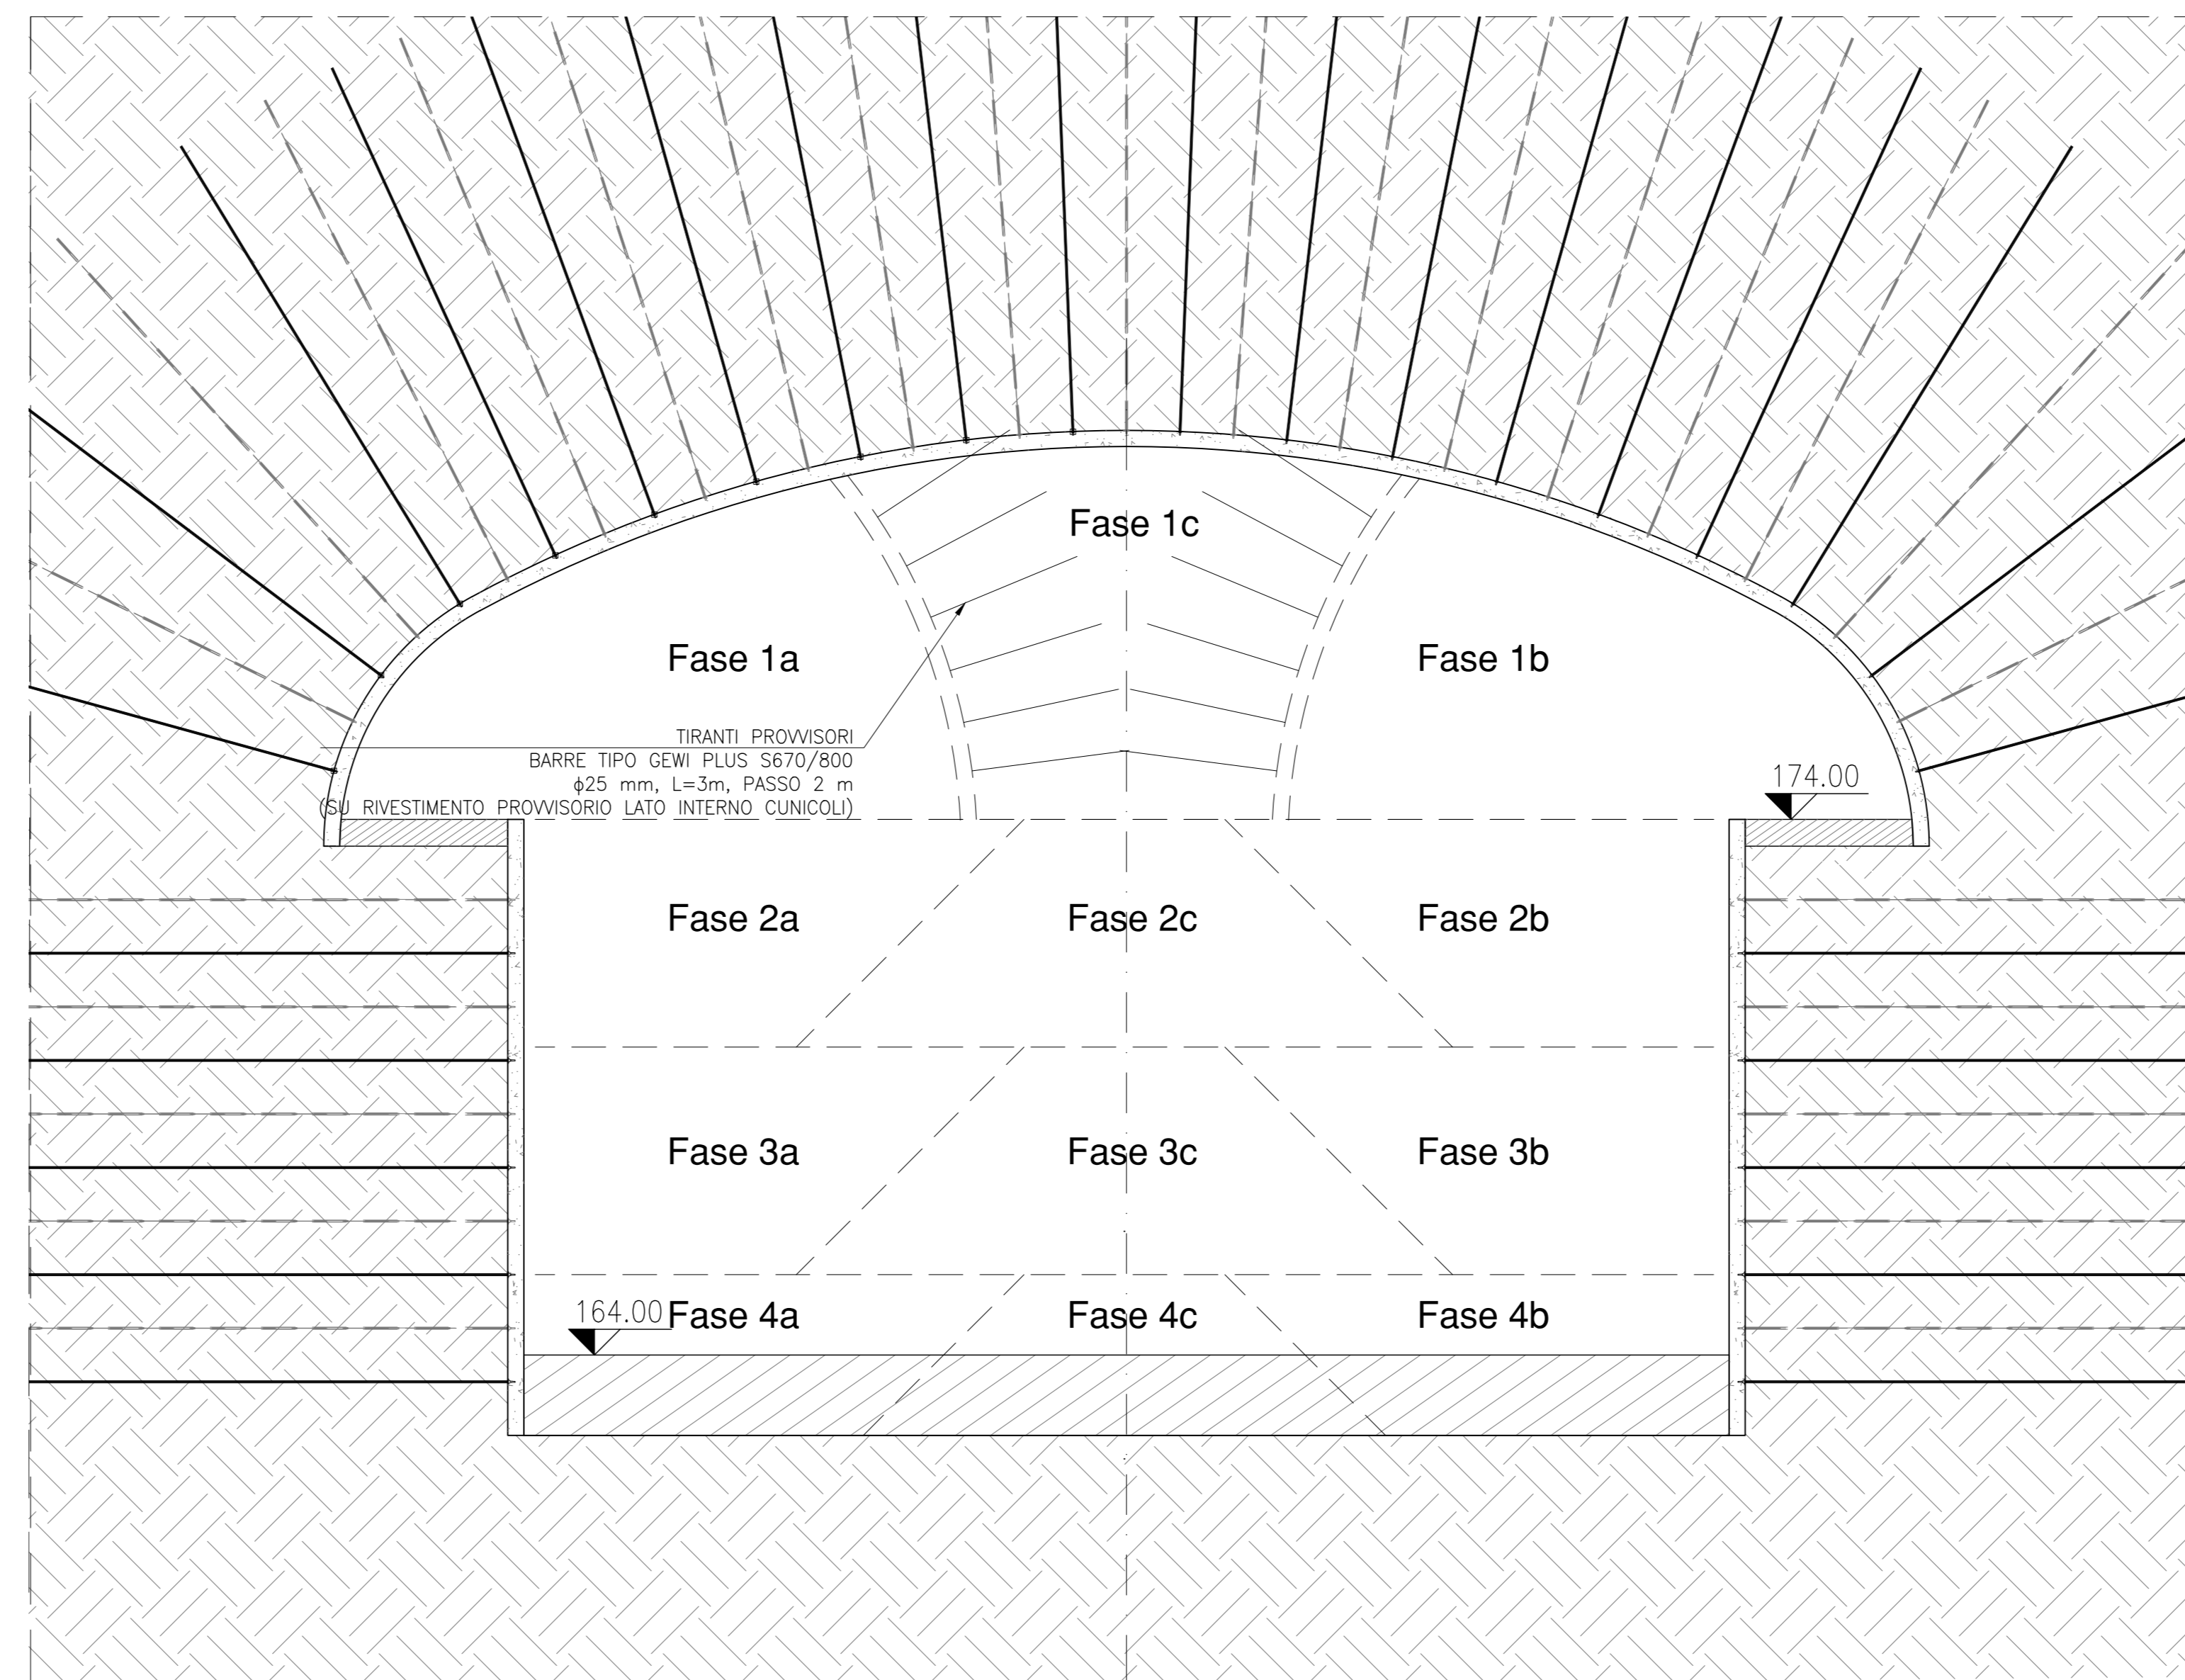 Fase 1c
Fase 1a
Fase 1b
TIRANTI PROVVISORI
BARRE TIPO GEWI PLUS S670/800
ϕ25 mm, L=3m, PASSO 2 m
(SU RIVESTIMENTO PROVVISORIO LATO INTERNO CUNICOLI)
174.00
Fase 2a
Fase 2c
Fase 2b
Fase 3a
Fase 3c
Fase 3b
164.00
Fase 4a
Fase 4c
Fase 4b